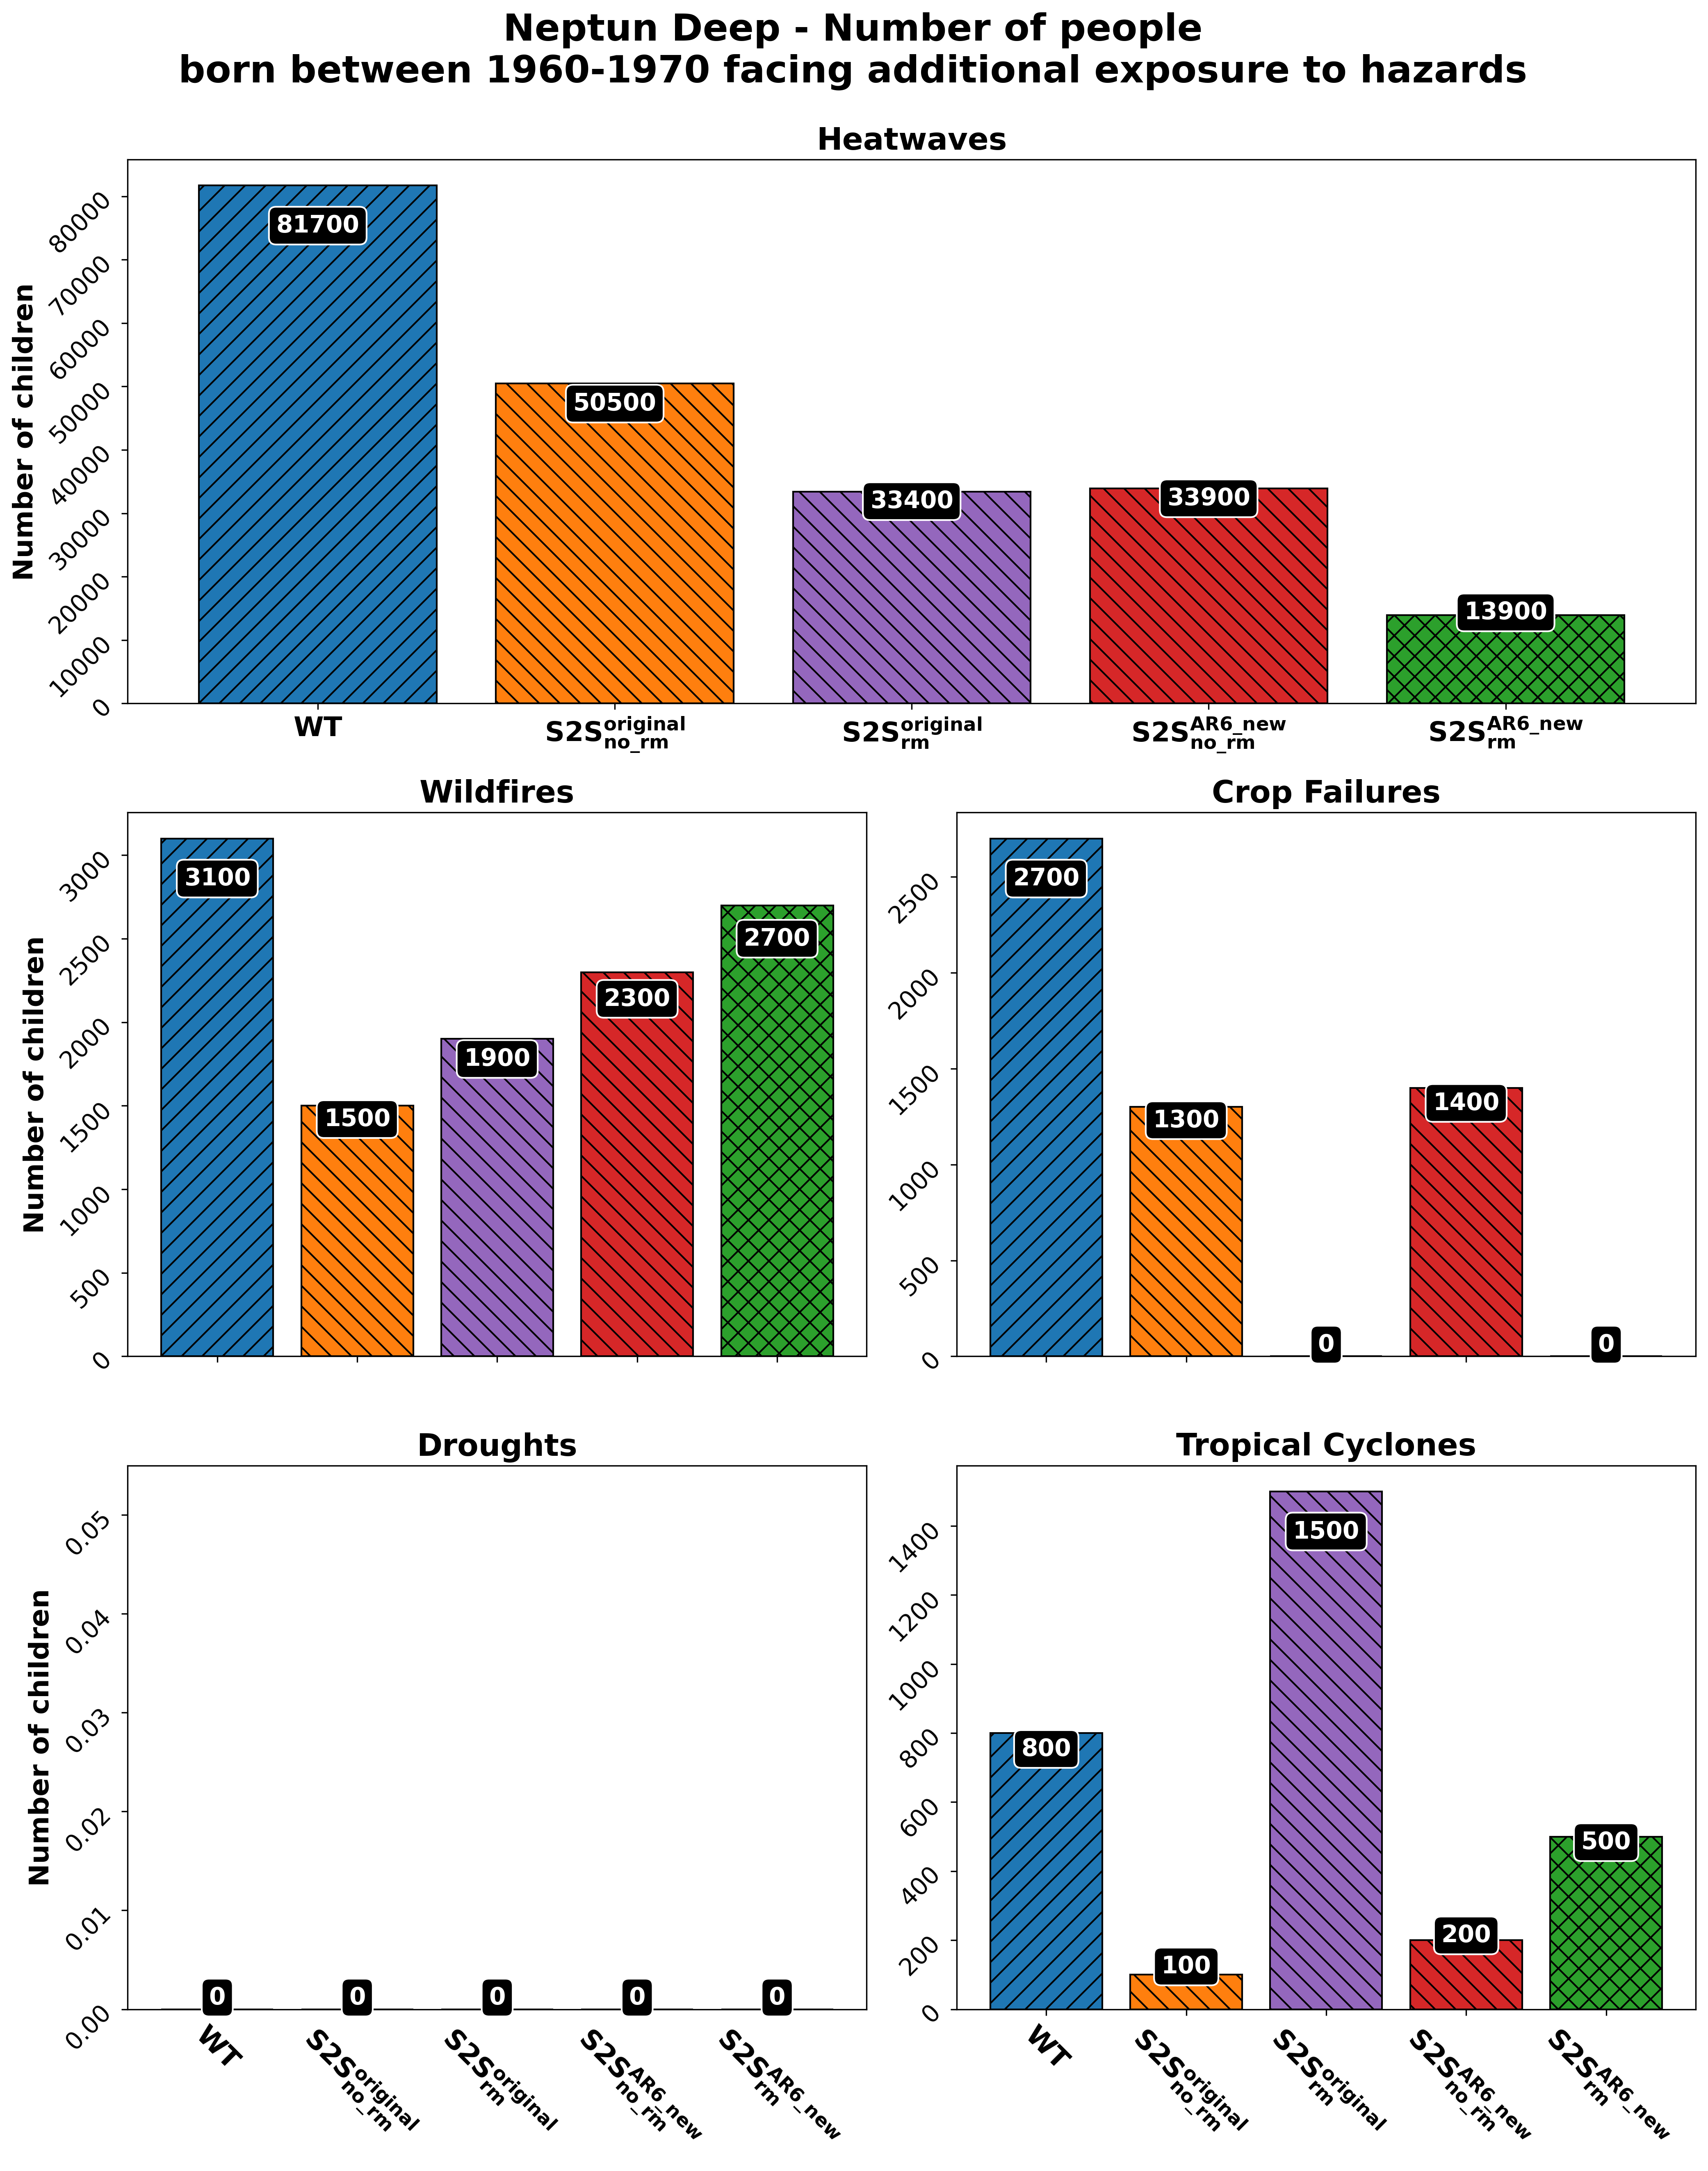 Neptun Deep - Number of people
born between 1960-1970 facing additional exposure to hazards
Heatwaves
Number of children
80000
70000
60000
50000
40000
30000
20000
10000
0
81700
50500
33400
33900
13900
WT
S2S original no_rm
S2S original rm
S2S AR6_new no_rm
S2S AR6_new rm
Wildfires
Number of children
3000
2500
2000
1500
1000
500
0
3100
1500
1900
2300
2700
Crop Failures
2500
2000
1500
1000
500
0
2700
1300
0
1400
0
Droughts
Number of children
0.05
0.04
0.03
0.02
0.01
0.00
0
0
0
0
0
WT
S2S original no_rm
S2S original rm
S2S AR6_new no_rm
S2S AR6_new rm
Tropical Cyclones
1400
1200
1000
800
600
400
200
0
800
100
1500
200
500
WT
S2S original no_rm
S2S original rm
S2S AR6_new no_rm
S2S AR6_new rm